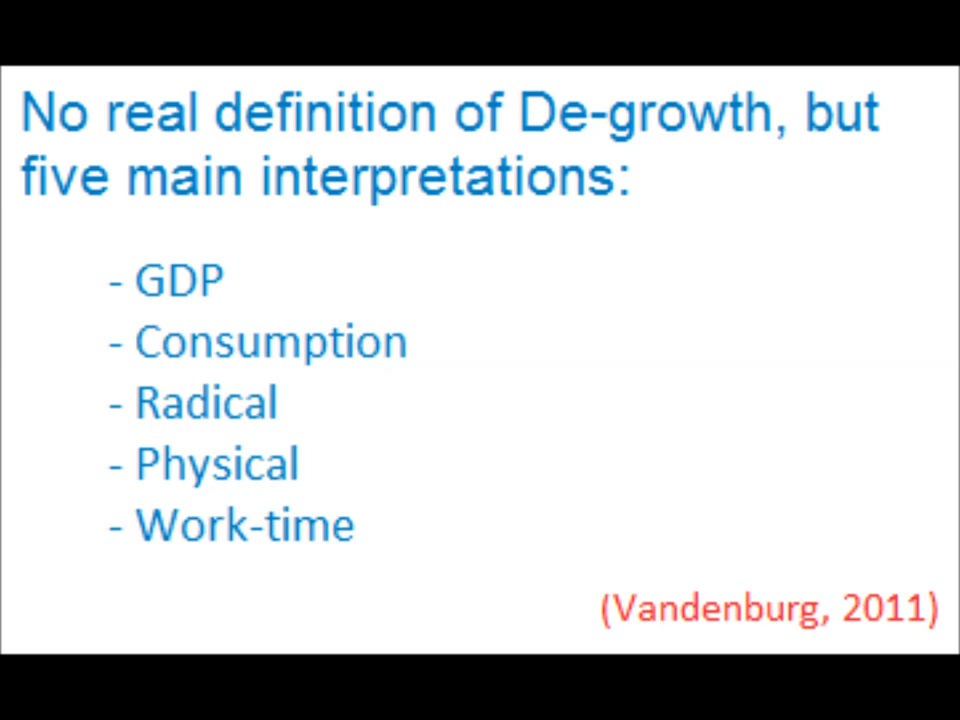 No real definition of De-growth, but
five main interpretations:
- GDP
- Consumption
- Radical
- Physical
- Work-time
(Vandenburg, 2011)